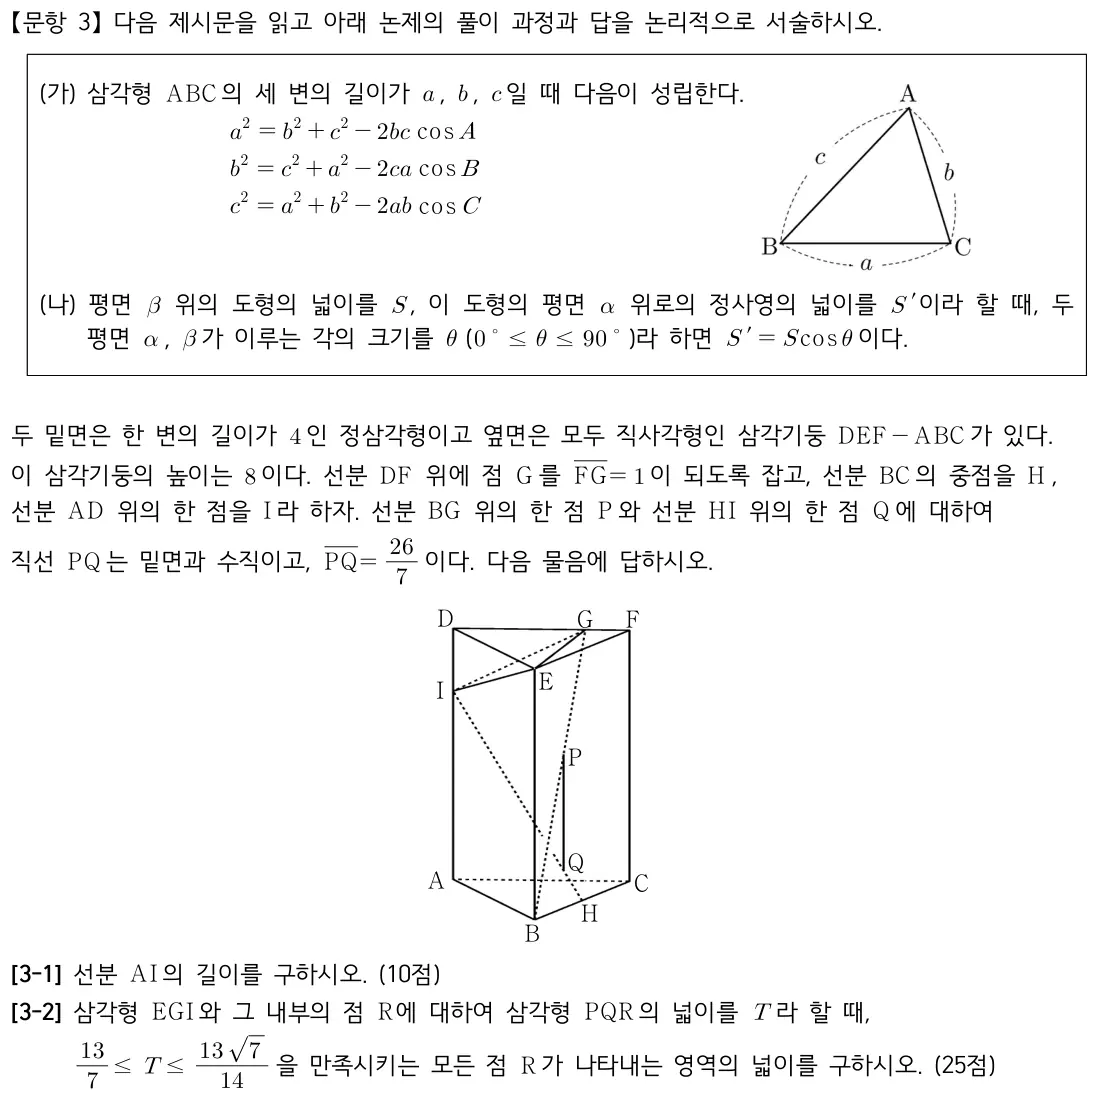 【문항 3】 다음 제시문을 읽고 아래 논제의 풀이 과정과 답을 논리적으로 서술하시오.
(가) 삼각형 ABC의 세 변의 길이가 a, b, c일 때 다음이 성립한다.
a² = b² + c² − 2bc cos A
b² = c² + a² − 2ca cos B
c² = a² + b² − 2ab cos C
A
c
b
B
C
a
(나) 평면 β 위의 도형의 넓이를 S, 이 도형의 평면 α 위로의 정사영의 넓이를 S′이라 할 때, 두
평면 α, β가 이루는 각의 크기를 θ (0° ≤ θ ≤ 90°)라 하면 S′ = S cos θ이다.
두 밑면은 한 변의 길이가 4인 정삼각형이고 옆면은 모두 직사각형인 삼각기둥 DEF − ABC가 있다.
이 삼각기둥의 높이는 8이다. 선분 DF 위에 점 G를 F̅G̅ = 1이 되도록 잡고, 선분 BC의 중점을 H,
선분 AD 위의 한 점을 I라 하자. 선분 BG 위의 한 점 P와 선분 HI 위의 한 점 Q에 대하여
직선 PQ는 밑면과 수직이고, P̅Q̅ = 26/7 이다. 다음 물음에 답하시오.
D
G
F
E
I
P
Q
A
C
H
B
[3-1] 선분 AI의 길이를 구하시오. (10점)
[3-2] 삼각형 EGI와 그 내부의 점 R에 대하여 삼각형 PQR의 넓이를 T라 할 때,
13/7 ≤ T ≤ 13√7/14 을 만족시키는 모든 점 R가 나타내는 영역의 넓이를 구하시오. (25점)